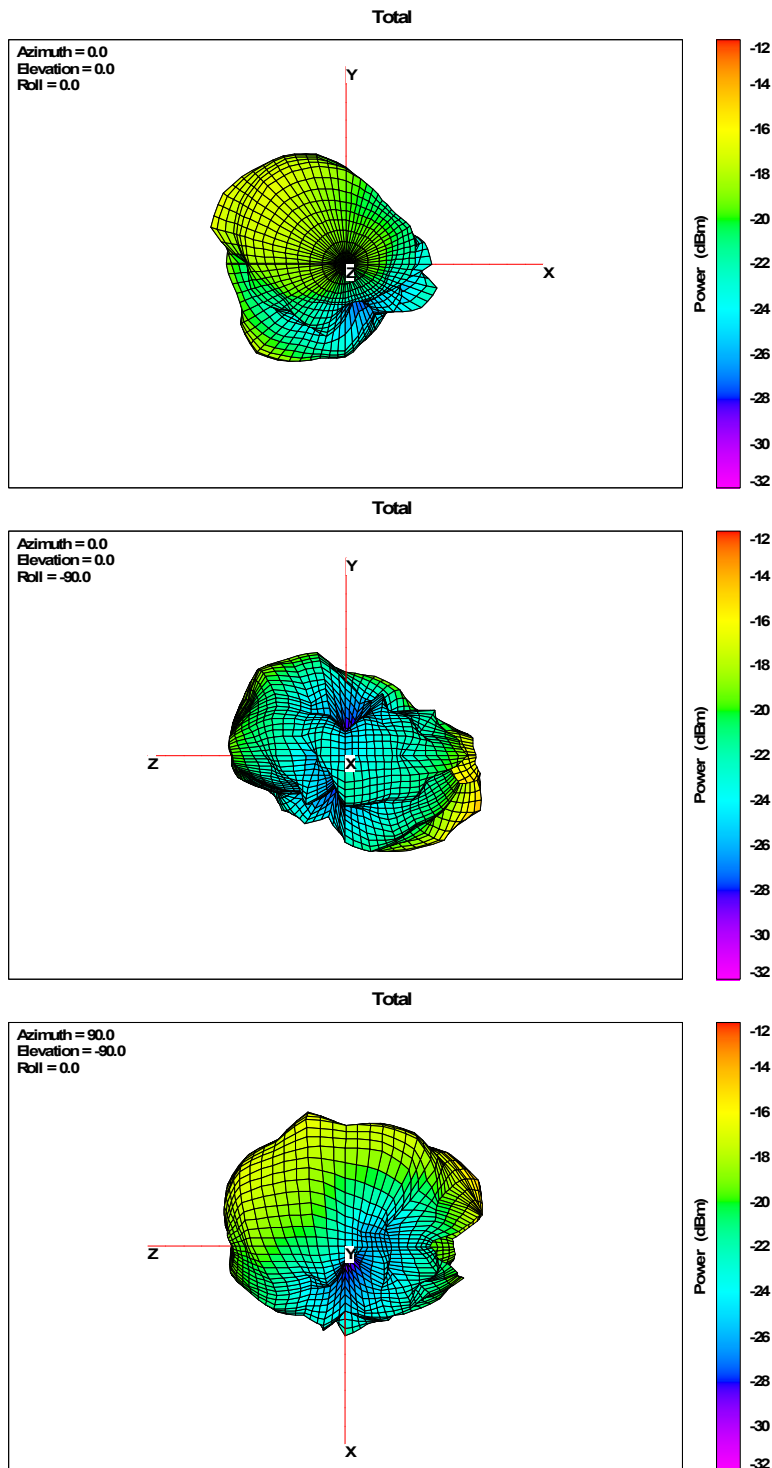 Total
Azimuth = 0.0
Elevation = 0.0
Roll = 0.0
Y
X
Z
Power (dBm)
-12
-14
-16
-18
-20
-22
-24
-26
-28
-30
-32
Total
Azimuth = 0.0
Elevation = 0.0
Roll = -90.0
Y
Z
X
Power (dBm)
-12
-14
-16
-18
-20
-22
-24
-26
-28
-30
-32
Total
Azimuth = 90.0
Elevation = -90.0
Roll = 0.0
Z
Y
X
Power (dBm)
-12
-14
-16
-18
-20
-22
-24
-26
-28
-30
-32